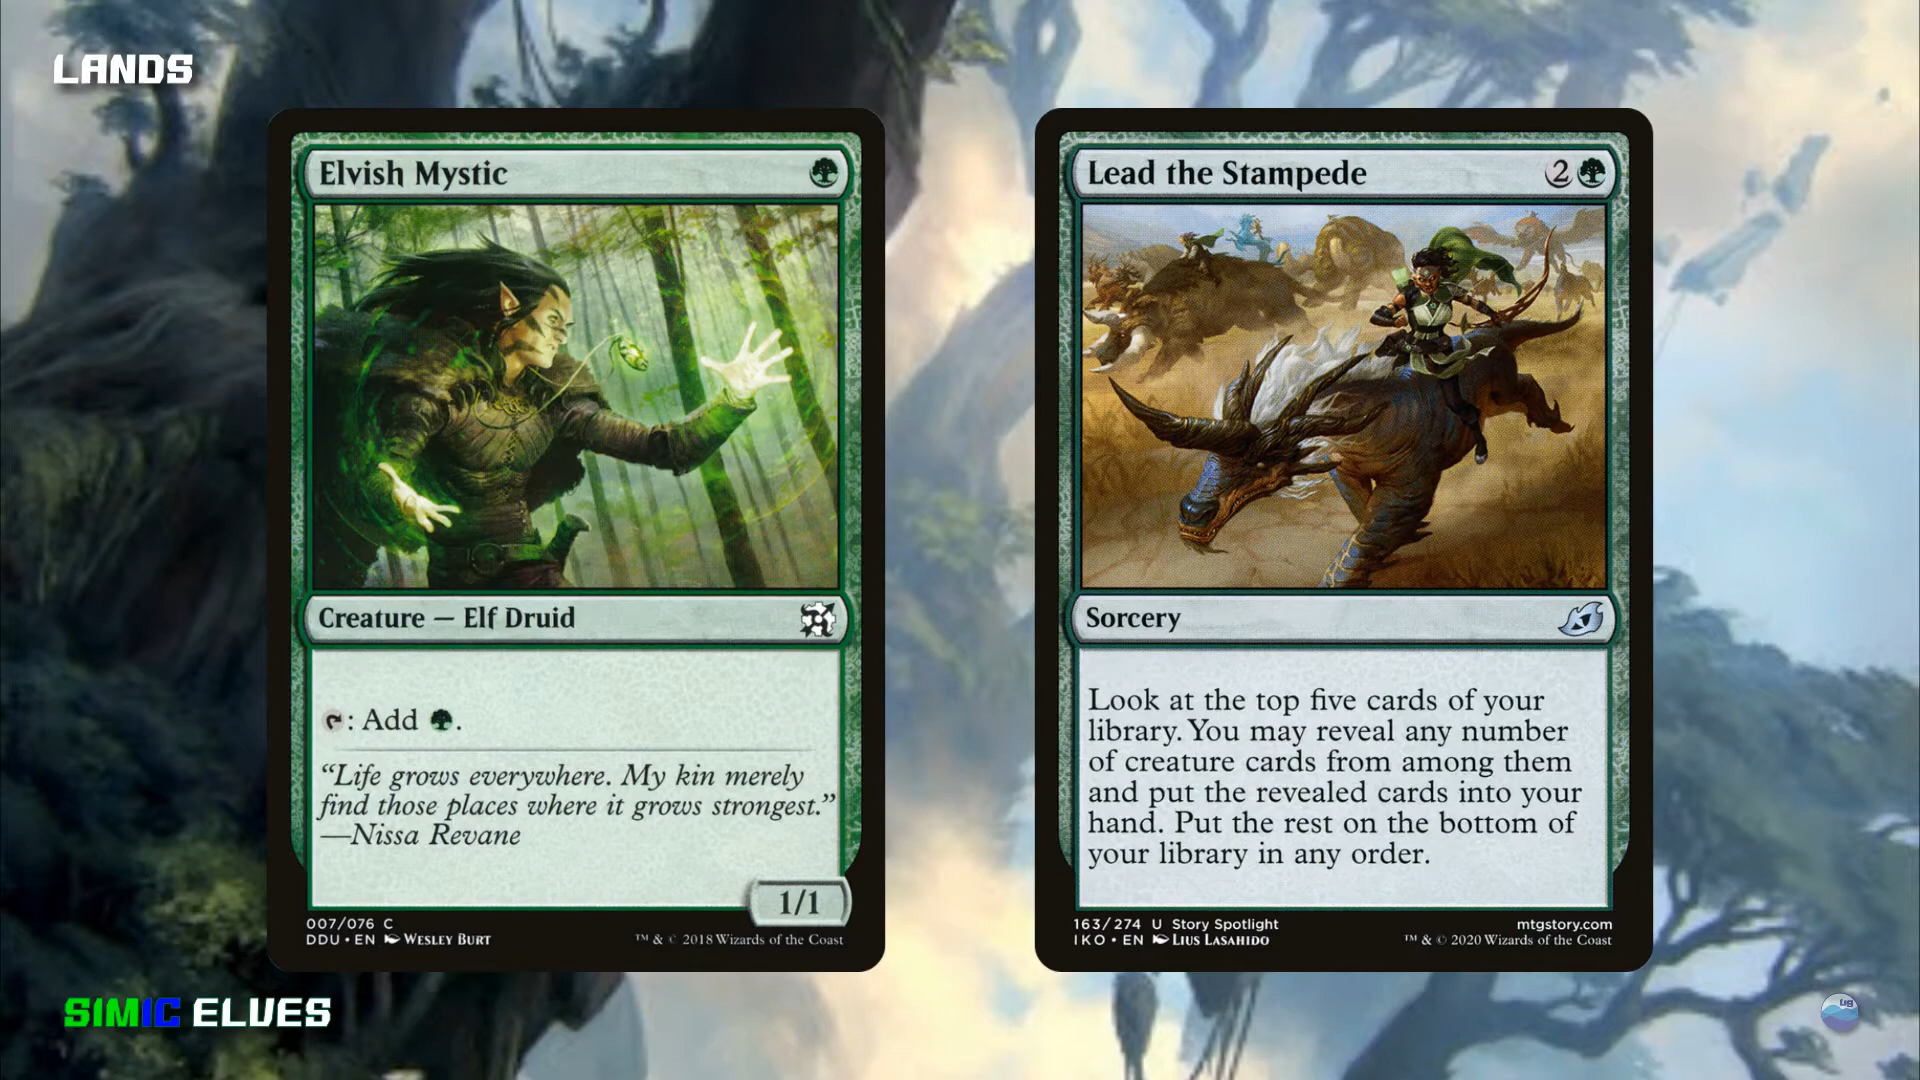 LANDS
Elvish Mystic
Creature — Elf Druid
: Add .
“Life grows everywhere. My kin merely
find those places where it grows strongest.”
—Nissa Revane
1/1
007/076 C
DDU • EN Wesley Burt
™ & © 2018 Wizards of the Coast
Lead the Stampede
2
Sorcery
Look at the top five cards of your
library. You may reveal any number
of creature cards from among them
and put the revealed cards into your
hand. Put the rest on the bottom of
your library in any order.
163/274 U Story Spotlight
mtgstory.com
IKO • EN Lius Lasahido
™ & © 2020 Wizards of the Coast
SIMIC ELVES